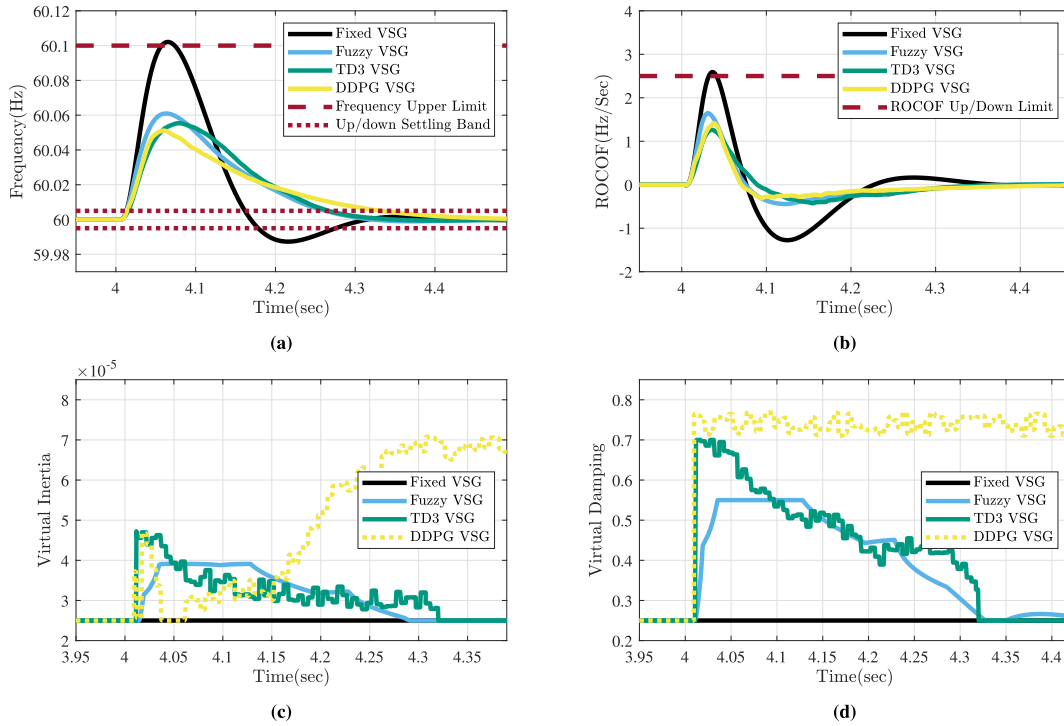 60.1
60.08
60.06
60.04
60.02
60
59.98
Frequency(Hz)
4
4.1
4.2
4.3
4.4
Time(sec)
Fixed VSG
Fuzzy VSG
TD3 VSG
DDPG VSG
Frequency Upper Limit
Up/down Settling Band
(a)
4
3
2
1
0
-1
-2
ROCOF(Hz/Sec)
4
4.1
4.2
4.3
4.4
Time(sec)
Fixed VSG
Fuzzy VSG
TD3 VSG
DDPG VSG
ROCOF Up/Down Limit
(b)
×10⁻⁵
8
7
6
5
4
3
2
Virtual Inertia
3.95
4
4.05
4.1
4.15
4.2
4.25
4.3
4.35
Time(sec)
Fixed VSG
Fuzzy VSG
TD3 VSG
DDPG VSG
(c)
0.8
0.7
0.6
0.5
0.4
0.3
0.2
Virtual Damping
3.95
4
4.05
4.1
4.15
4.2
4.25
4.3
4.35
4.4
Time(sec)
Fixed VSG
Fuzzy VSG
TD3 VSG
DDPG VSG
(d)